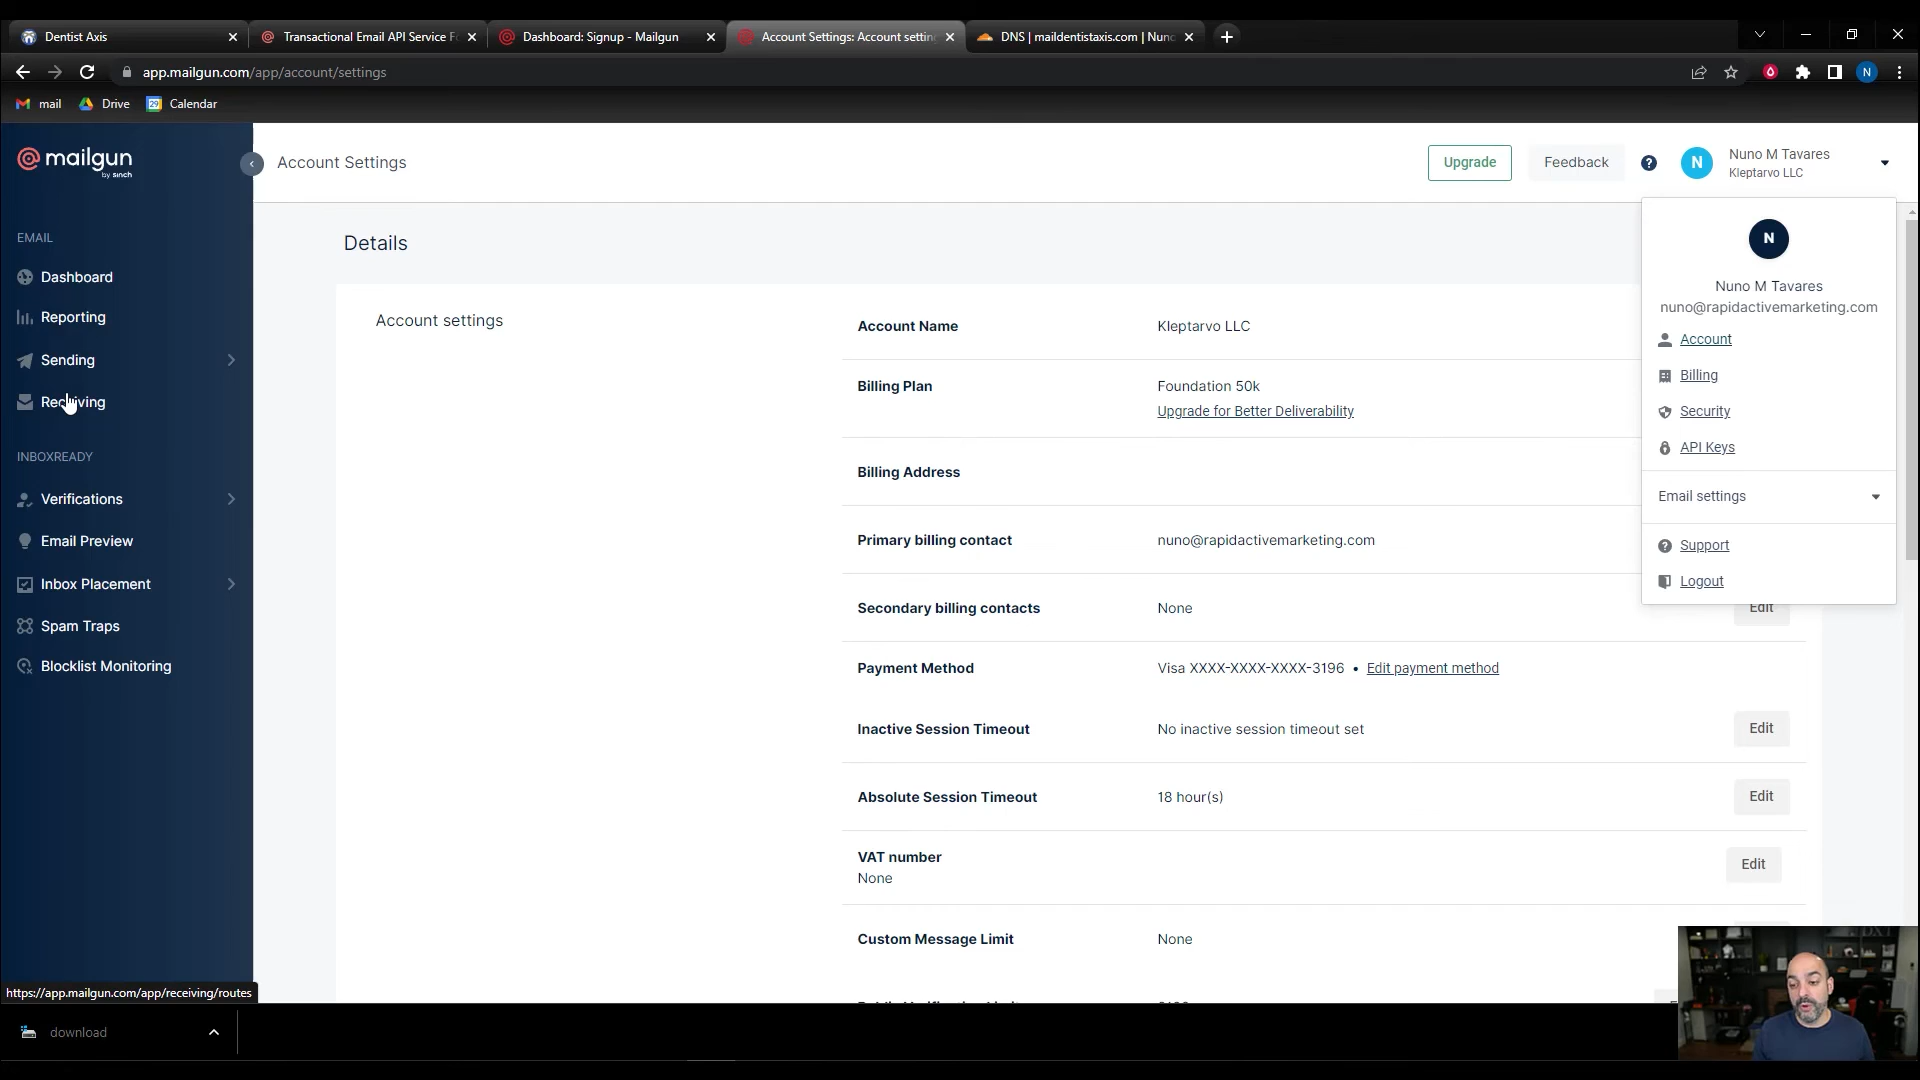 Dentist Axis
Transactional Email API Service F
Dashboard: Signup - Mailgun
Account Settings: Account settin
DNS | maildentistaxis.com | Nunc
app.mailgun.com/app/account/settings
N
mail
Drive
Calendar
mailgun
by sinch
Account Settings
Upgrade
Feedback
N
Nuno M Tavares
Kleptarvo LLC
EMAIL
Dashboard
Reporting
Sending
Receiving
INBOXREADY
Verifications
Email Preview
Inbox Placement
Spam Traps
Blocklist Monitoring
Details
Account settings
Account Name
Kleptarvo LLC
Billing Plan
Foundation 50k
Upgrade for Better Deliverability
Billing Address
Primary billing contact
nuno@rapidactivemarketing.com
Secondary billing contacts
None
Edit
Payment Method
Visa XXXX-XXXX-XXXX-3196 • Edit payment method
Inactive Session Timeout
No inactive session timeout set
Edit
Absolute Session Timeout
18 hour(s)
Edit
VAT number
None
Edit
Custom Message Limit
None
N
Nuno M Tavares
nuno@rapidactivemarketing.com
Account
Billing
Security
API Keys
Email settings
Support
Logout
https://app.mailgun.com/app/receiving/routes
download